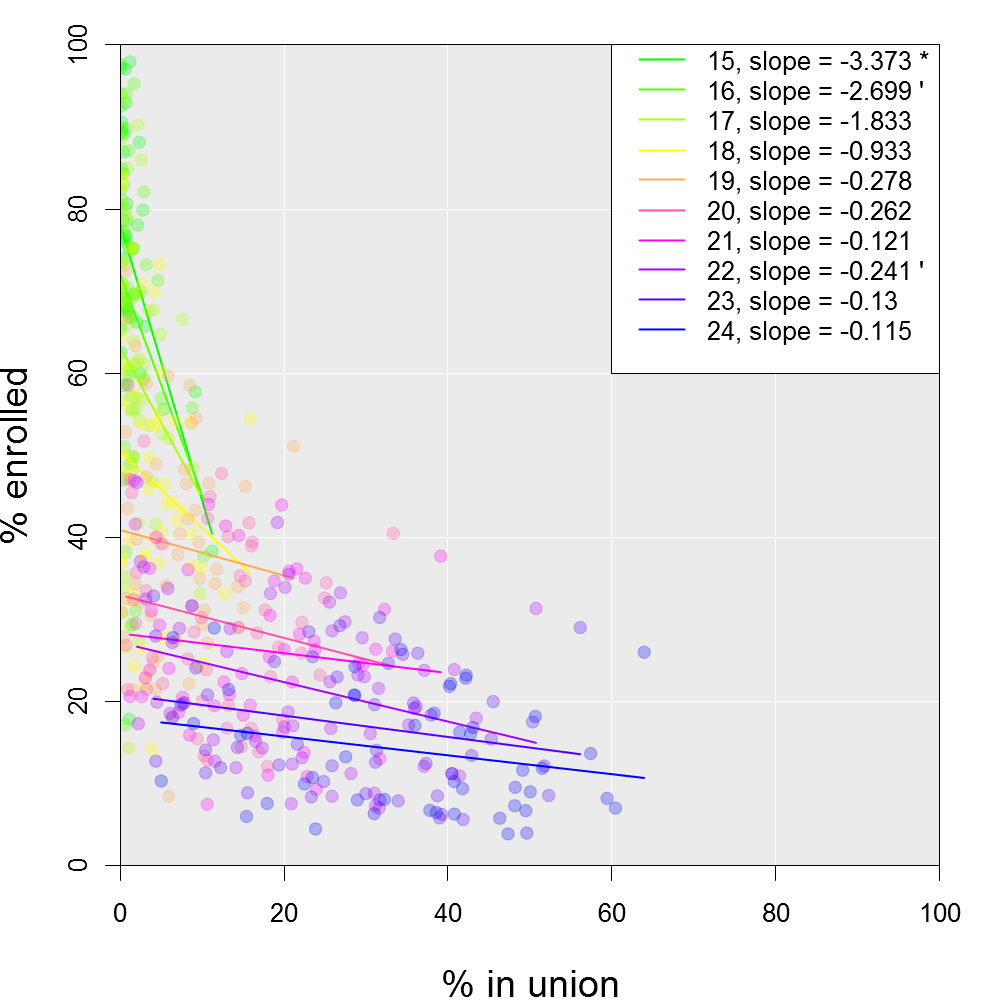 100
80
60
40
20
0
% enrolled
15, slope = -3.373 *
16, slope = -2.699 '
17, slope = -1.833
18, slope = -0.933
19, slope = -0.278
20, slope = -0.262
21, slope = -0.121
22, slope = -0.241 '
23, slope = -0.13
24, slope = -0.115
0 20 40 60 80 100
% in union